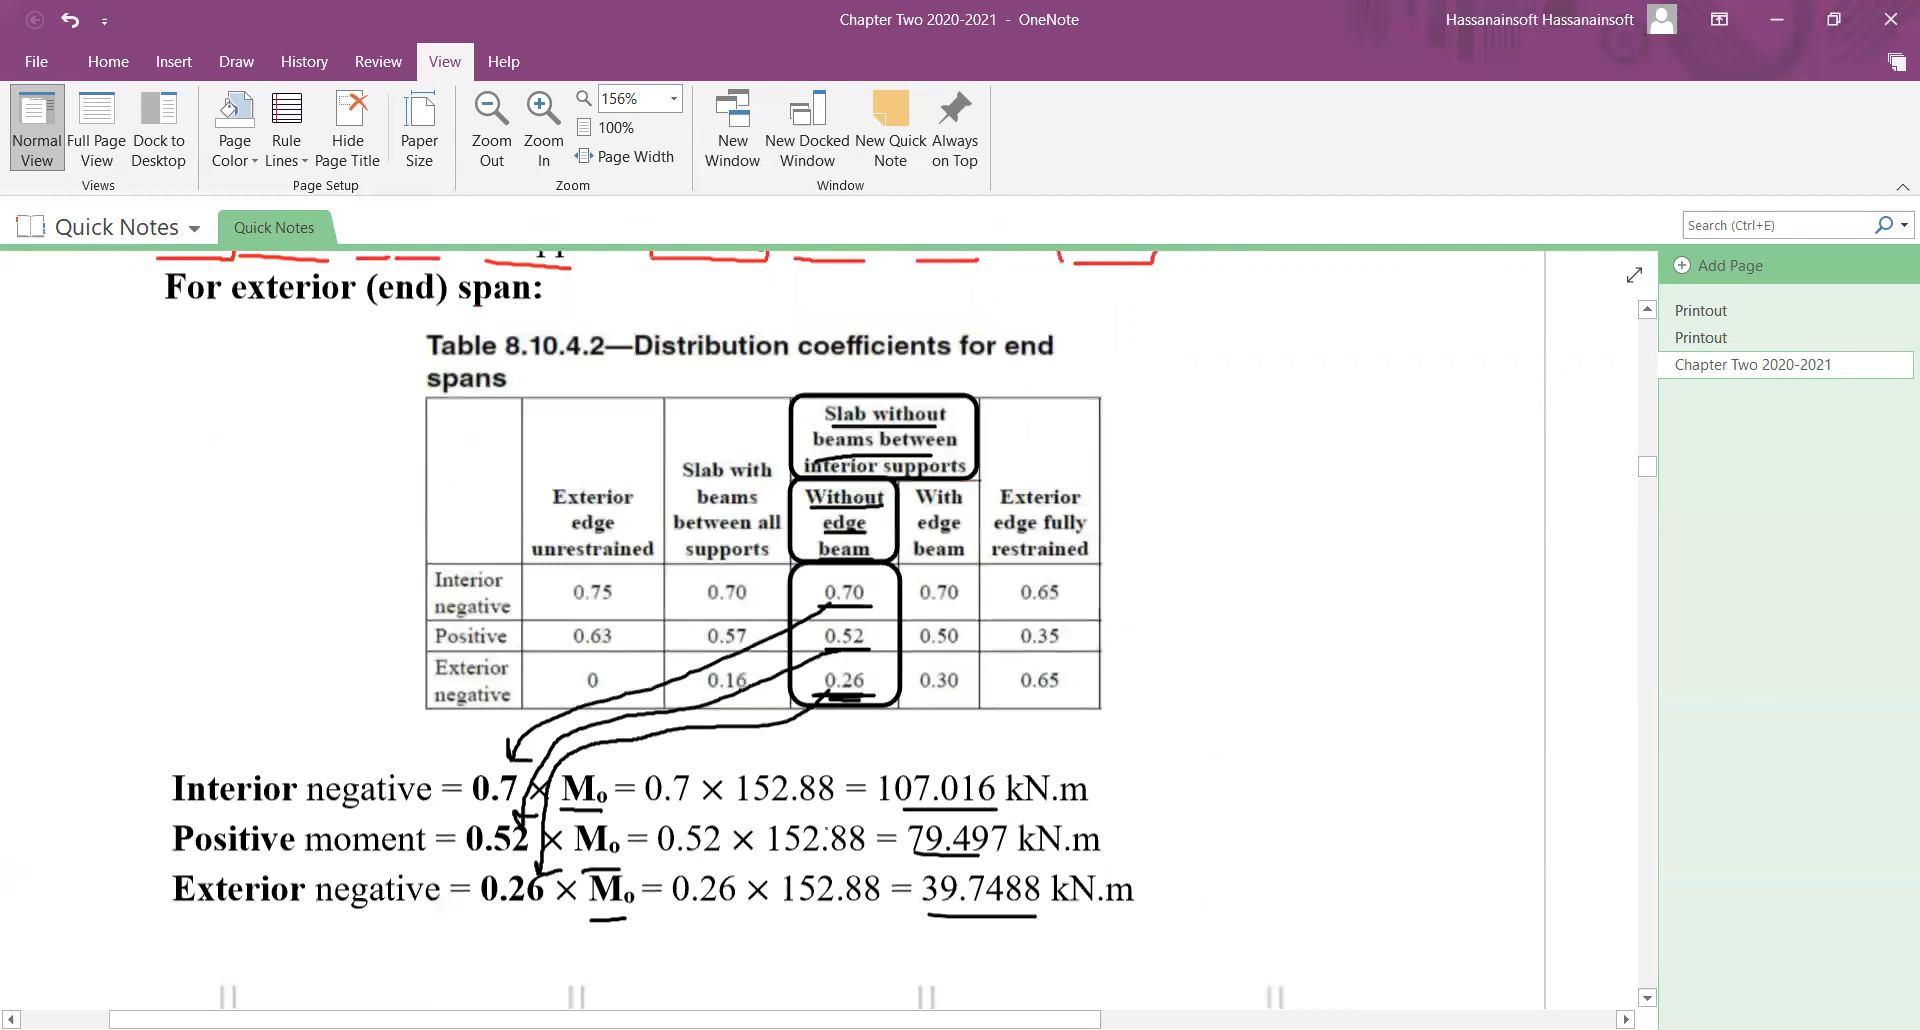 Chapter Two 2020-2021 - OneNote
Hassanainsoft Hassanainsoft
File Home Insert Draw History Review View Help
Normal View
Full Page View
Dock to Desktop
Views
Page Color
Rule Lines
Hide Page Title
Paper Size
Page Setup
Zoom Out
Zoom In
156%
100%
Page Width
Zoom
New Window
New Docked Window
New Quick Note
Always on Top
Window
Quick Notes
Quick Notes
Search (Ctrl+E)
Add Page
Printout
Printout
Chapter Two 2020-2021
For exterior (end) span:
Table 8.10.4.2—Distribution coefficients for end
spans
Exterior edge unrestrained
Slab with beams between all supports
Slab without beams between interior supports
Without edge beam
With edge beam
Exterior edge fully restrained
Interior negative 0.75 0.70 0.70 0.70 0.65
Positive 0.63 0.57 0.52 0.50 0.35
Exterior negative 0 0.16 0.26 0.30 0.65
Interior negative = 0.7 × Mₒ = 0.7 × 152.88 = 107.016 kN.m
Positive moment = 0.52 × Mₒ = 0.52 × 152.88 = 79.497 kN.m
Exterior negative = 0.26 × Mₒ = 0.26 × 152.88 = 39.7488 kN.m